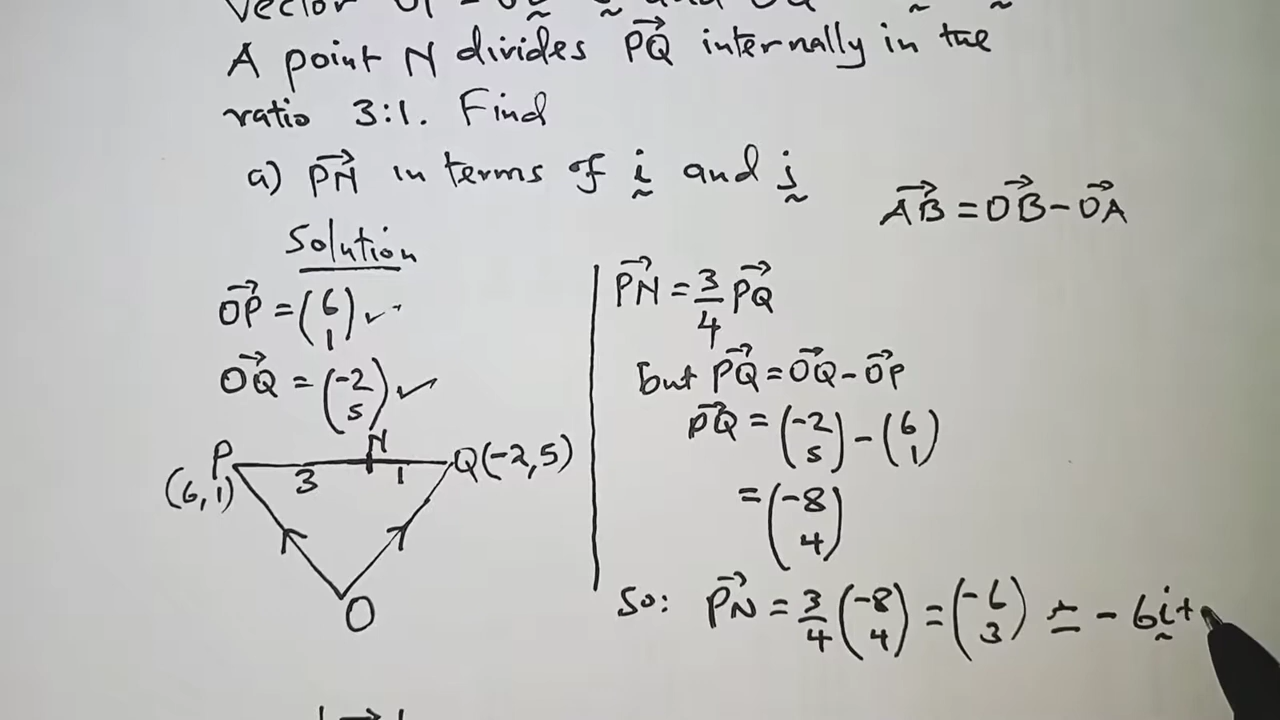 A point N divides PQ⃗ internally in the
ratio 3:1. Find
a) PN⃗ in terms of ḭ and j̰
AB⃗ = OB⃗ - OA⃗
Solution
OP⃗ = (6 1) ✓
OQ⃗ = (-2 5) ✓
P N Q(-2,5)
(6,1) 3 1
O
PN⃗ = 3/4 PQ⃗
but PQ⃗ = OQ⃗ - OP⃗
PQ⃗ = (-2 5) - (6 1)
= (-8 4)
So: PN⃗ = 3/4 (-8 4) = (-6 3) = -6ḭ+